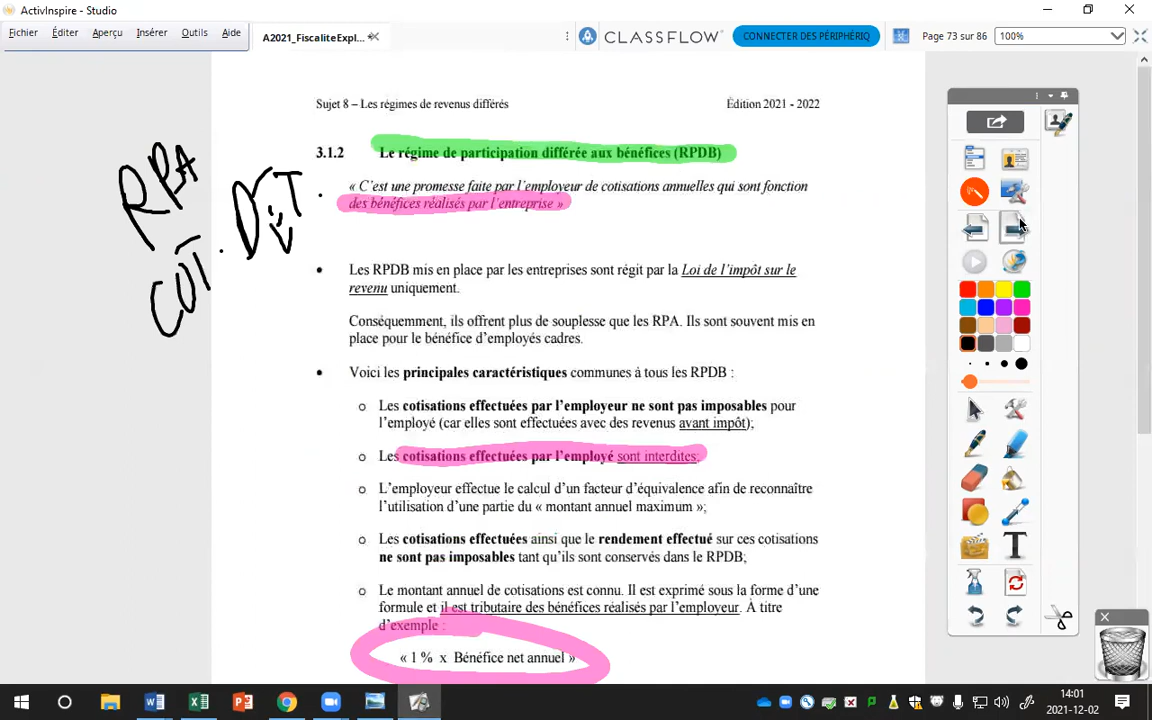 ActivInspire - Studio
Fichier Éditer Aperçu Insérer Outils Aide
A2021_FiscaliteExpl...
CLASSFLOW
CONNECTER DES PÉRIPHÉRIQ
Page 73 sur 86
100%
Sujet 8 – Les régimes de revenus différés
Édition 2021 - 2022
3.1.2 Le régime de participation différée aux bénéfices (RPDB)
« C'est une promesse faite par l'employeur de cotisations annuelles qui sont fonction
des bénéfices réalisés par l'entreprise »
RPA
COT.
• Les RPDB mis en place par les entreprises sont régit par la Loi de l'impôt sur le
revenu uniquement.
Conséquemment, ils offrent plus de souplesse que les RPA. Ils sont souvent mis en
place pour le bénéfice d'employés cadres.
• Voici les principales caractéristiques communes à tous les RPDB :
o Les cotisations effectuées par l'employeur ne sont pas imposables pour
l'employé (car elles sont effectuées avec des revenus avant impôt);
o Les cotisations effectuées par l'employé sont interdites;
o L'employeur effectue le calcul d'un facteur d'équivalence afin de reconnaître
l'utilisation d'une partie du « montant annuel maximum »;
o Les cotisations effectuées ainsi que le rendement effectué sur ces cotisations
ne sont pas imposables tant qu'ils sont conservés dans le RPDB;
o Le montant annuel de cotisations est connu. Il est exprimé sous la forme d'une
formule et il est tributaire des bénéfices réalisés par l'employeur. À titre
d'exemple :
« 1 % x Bénéfice net annuel »
14:01
2021-12-02